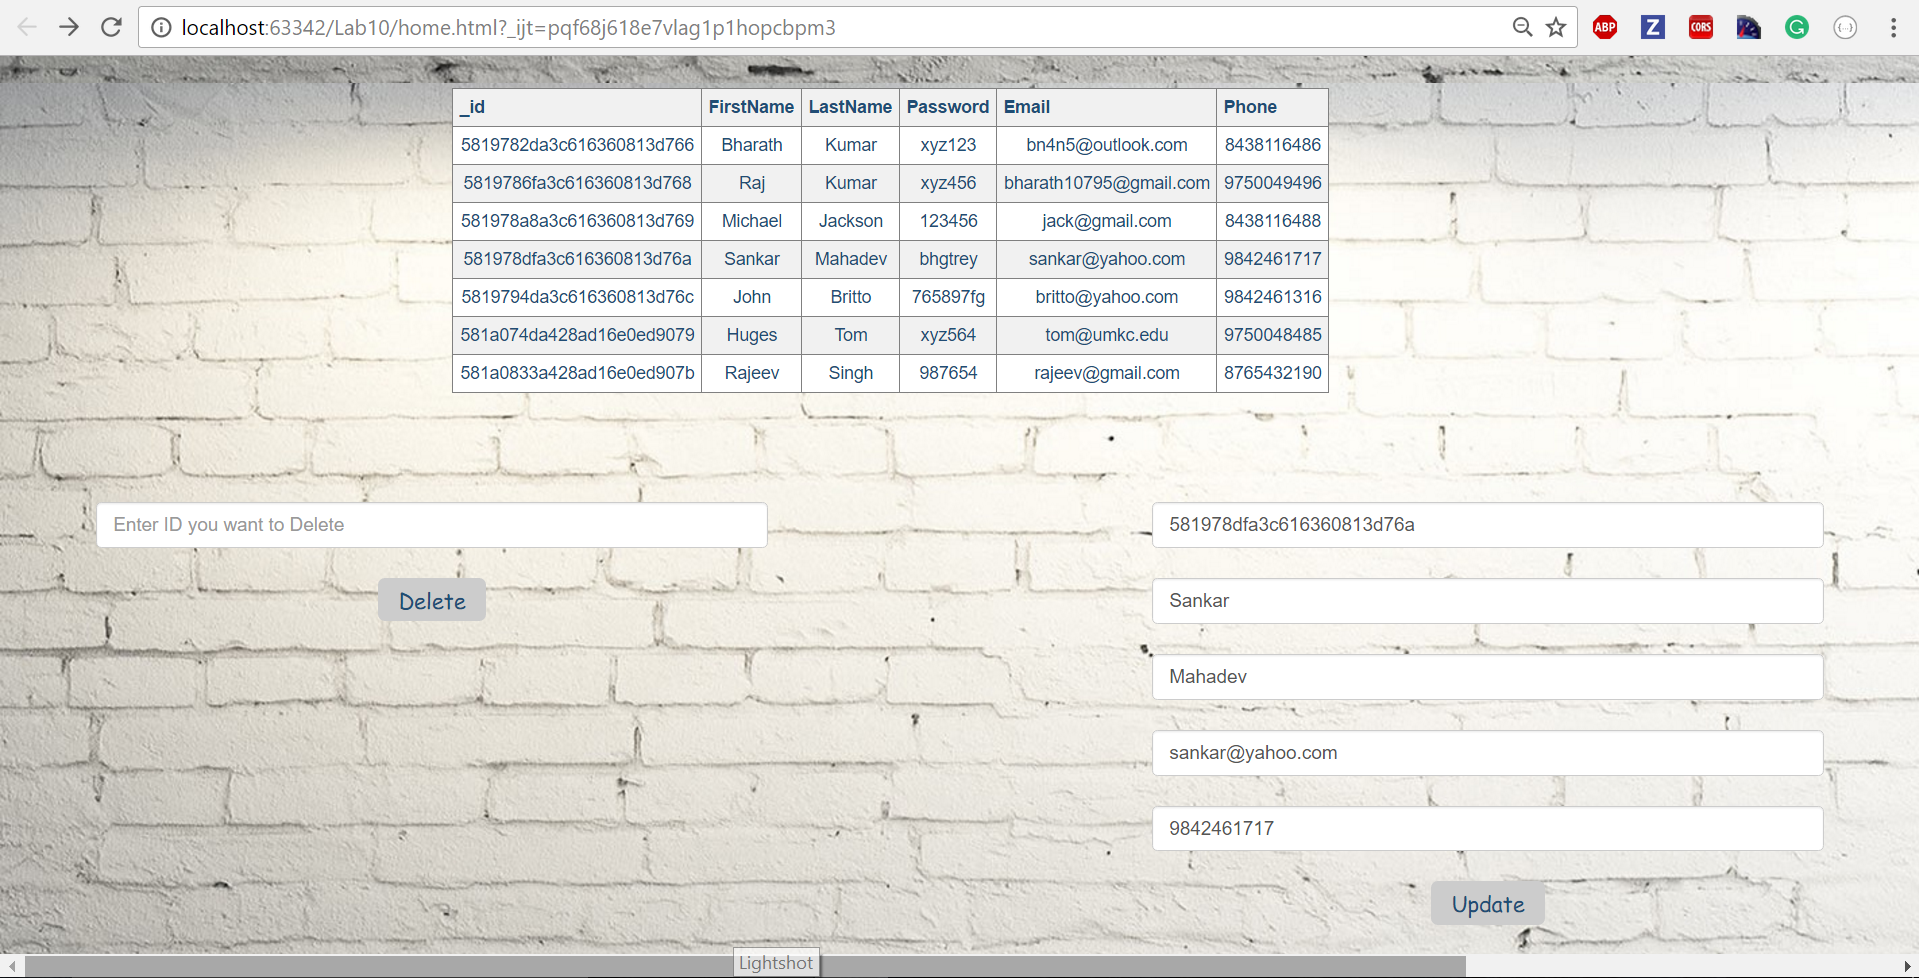 localhost:63342/Lab10/home.html?_ijt=pqf68j618e7vlag1p1hopcbpm3
ABP Z CORS G {···}
_id FirstName LastName Password Email Phone
5819782da3c616360813d766 Bharath Kumar xyz123 bn4n5@outlook.com 8438116486
5819786fa3c616360813d768 Raj Kumar xyz456 bharath10795@gmail.com 9750049496
581978a8a3c616360813d769 Michael Jackson 123456 jack@gmail.com 8438116488
581978dfa3c616360813d76a Sankar Mahadev bhgtrey sankar@yahoo.com 9842461717
5819794da3c616360813d76c John Britto 765897fg britto@yahoo.com 9842461316
581a074da428ad16e0ed9079 Huges Tom xyz564 tom@umkc.edu 9750048485
581a0833a428ad16e0ed907b Rajeev Singh 987654 rajeev@gmail.com 8765432190
Enter ID you want to Delete
Delete
581978dfa3c616360813d76a
Sankar
Mahadev
sankar@yahoo.com
9842461717
Update
Lightshot